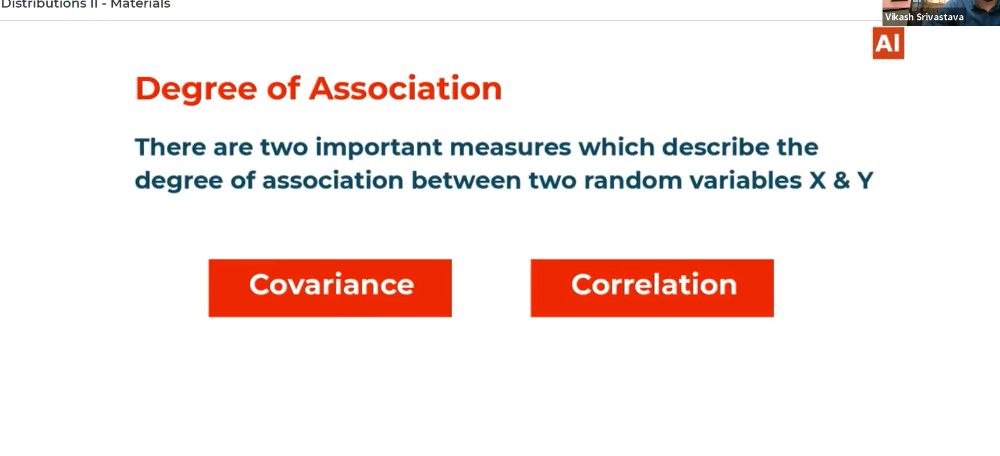 Distributions II - Materials
Vikash Srivastava
AI
Degree of Association
There are two important measures which describe the
degree of association between two random variables X & Y
Covariance
Correlation